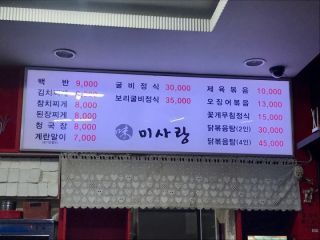 백 반 9,000
김치찌개 8,000
참치찌개 8,000
된장찌개 8,000
청 국 장 8,000
계란말이 7,000
굴 비 정 식 30,000
보리굴비정식 35,000
味 미사랑
제 육 볶 음 10,000
오 징 어 볶 음 13,000
꽃게무침정식 15,000
닭볶음탕(2인) 30,000
닭볶음탕(4인) 45,000